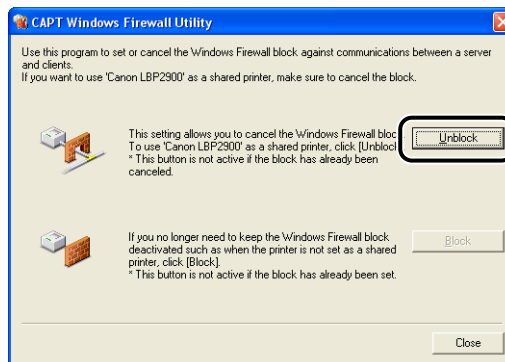 CAPT Windows Firewall Utility
Use this program to set or cancel the Windows Firewall block against communications between a server
and clients.
If you want to use 'Canon LBP2900' as a shared printer, make sure to cancel the block.
This setting allows you to cancel the Windows Firewall bloc
To use 'Canon LBP2900' as a shared printer, click [Unblocl
* This button is not active if the block has already been
canceled.
Unblock
If you no longer need to keep the Windows Firewall block
deactivated such as when the printer is not set as a shared
printer, click [Block].
* This button is not active if the block has already been set.
Block
Close